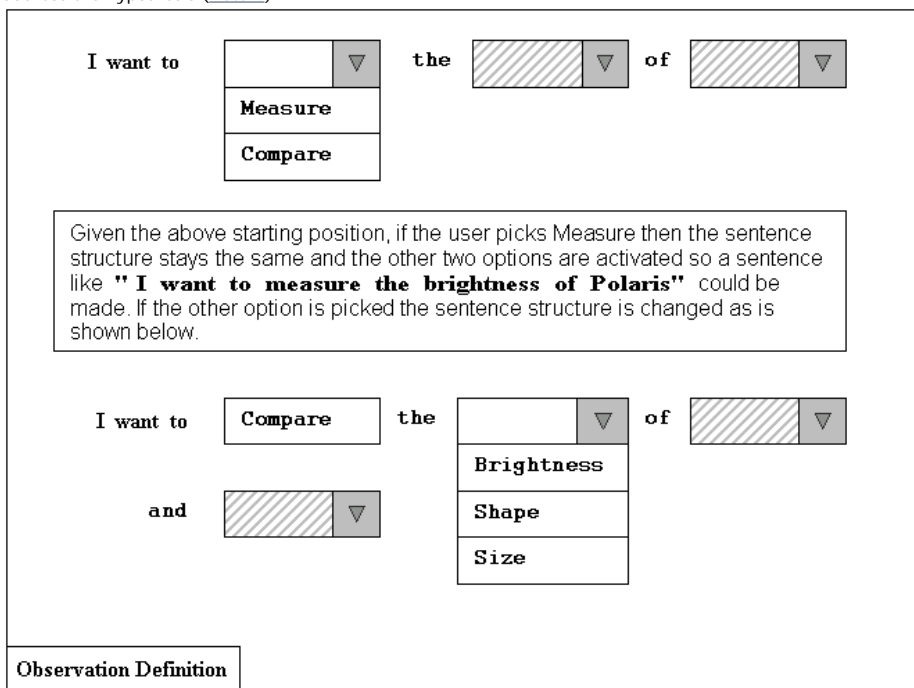 I want to the of
Measure
Compare
Given the above starting position, if the user picks Measure then the sentence
structure stays the same and the other two options are activated so a sentence
like " I want to measure the brightness of Polaris" could be
made. If the other option is picked the sentence structure is changed as is
shown below.
I want to Compare the of
Brightness
and
Shape
Size
Observation Definition